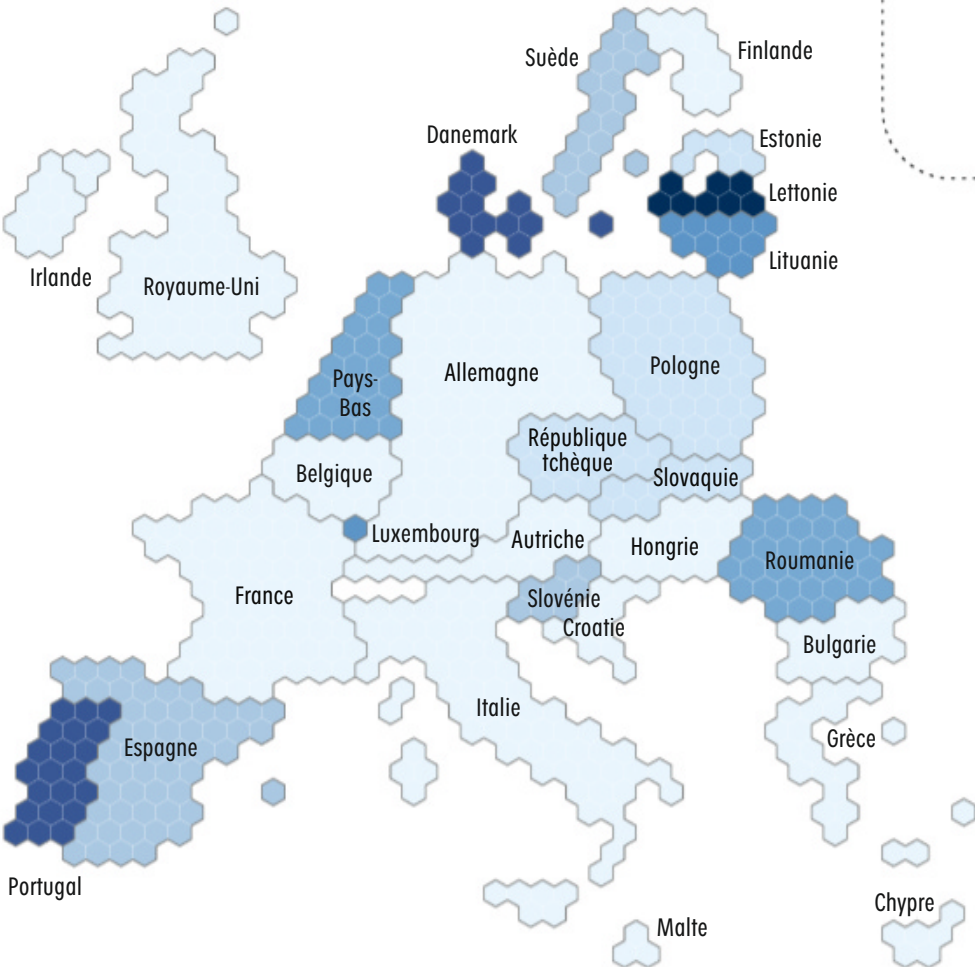 Suède
Finlande
Danemark
Estonie
Lettonie
Lituanie
Irlande
Royaume-Uni
Pays-
Bas
Allemagne
Pologne
République
tchèque
Belgique
Slovaquie
Luxembourg
Autriche
Hongrie
Roumanie
France
Slovénie
Croatie
Bulgarie
Italie
Espagne
Grèce
Portugal
Malte
Chypre